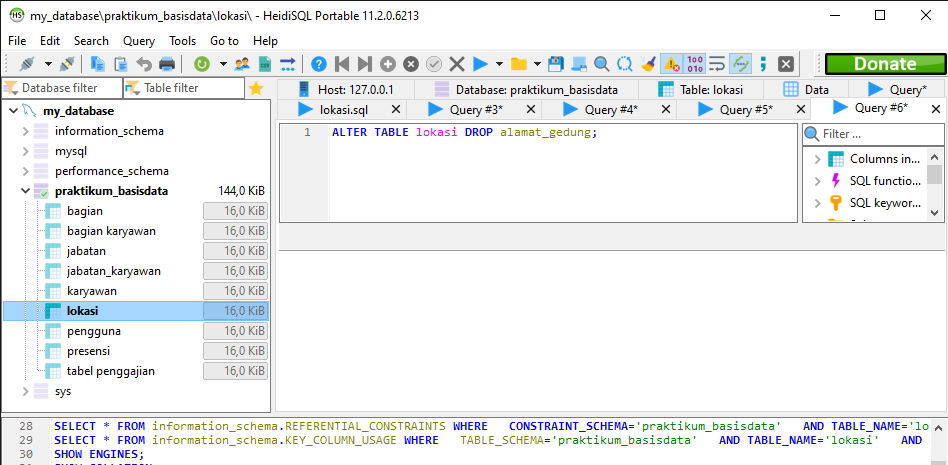 my_database\praktikum_basisdata\lokasi\ - HeidiSQL Portable 11.2.0.6213
File Edit Search Query Tools Go to Help
Donate
Database filter
Table filter
my_database
information_schema
mysql
performance_schema
praktikum_basisdata 144,0 KiB
bagian 16,0 KiB
bagian karyawan 16,0 KiB
jabatan 16,0 KiB
jabatan_karyawan 16,0 KiB
karyawan 16,0 KiB
lokasi 16,0 KiB
pengguna 16,0 KiB
presensi 16,0 KiB
tabel penggajian 16,0 KiB
sys
Host: 127.0.0.1 Database: praktikum_basisdata Table: lokasi Data Query*
lokasi.sql Query #3* Query #4* Query #5* Query #6*
1 ALTER TABLE lokasi DROP alamat_gedung;
Filter ...
Columns in...
SQL functio...
SQL keywor...
28 SELECT * FROM information_schema.REFERENTIAL_CONSTRAINTS WHERE CONSTRAINT_SCHEMA='praktikum_basisdata' AND TABLE_NAME='lo
29 SELECT * FROM information_schema.KEY_COLUMN_USAGE WHERE TABLE_SCHEMA='praktikum_basisdata' AND TABLE_NAME='lokasi' AND
30 SHOW ENGINES;